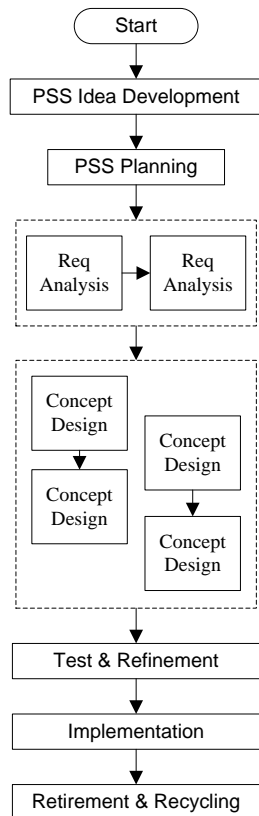 Start
PSS Idea Development
PSS Planning
Req
Analysis
Req
Analysis
Concept
Design
Concept
Design
Concept
Design
Concept
Design
Test & Refinement
Implementation
Retirement & Recycling